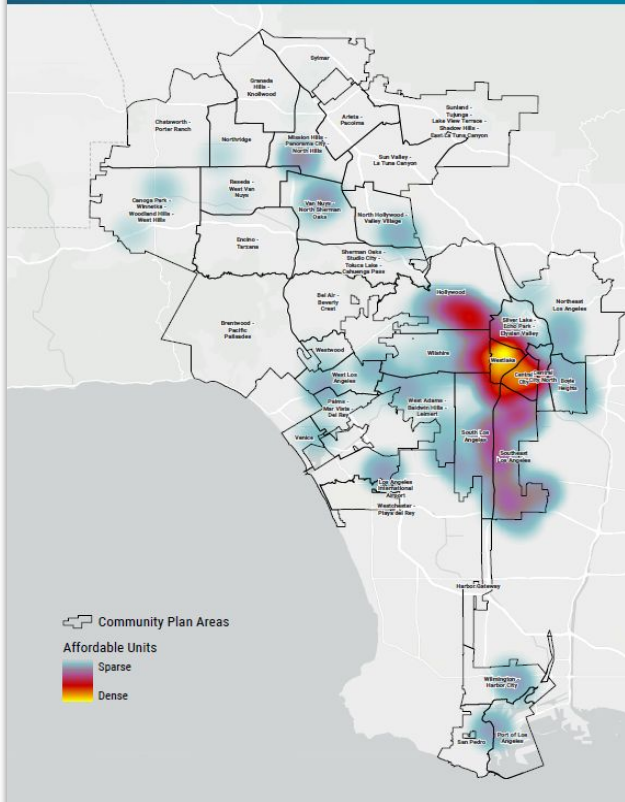 Sylmar
Granada
Hills -
Knollwood
Arleta -
Pacoima
Sunland -
Tujunga -
Lake View Terrace -
Shadow Hills -
East La Tuna Canyon
Chatsworth -
Porter Ranch
Northridge
Mission Hills -
Panorama City -
North Hills
Sun Valley -
La Tuna Canyon
Reseda -
West Van
Nuys
Canoga Park -
Winnetka -
Woodland Hills -
West Hills
Van Nuys -
North Sherman
Oaks
North Hollywood -
Valley Village
Encino -
Tarzana
Sherman Oaks -
Studio City -
Toluca Lake -
Cahuenga Pass
Bel Air -
Beverly
Crest
Hollywood
Northeast
Los Angeles
Silver Lake -
Echo Park -
Elysian Valley
Brentwood -
Pacific
Palisades
Westwood
Wilshire
Westlake
Central
City
Central
City North
Boyle
Heights
West Los
Angeles
Palms -
Mar Vista -
Del Rey
West Adams -
Baldwin Hills -
Leimert
South Los
Angeles
Southeast
Los Angeles
Venice
Los Angeles
International
Airport
Westchester -
Playa del Rey
Harbor Gateway
Community Plan Areas
Affordable Units
Sparse
Dense
Wilmington -
Harbor City
San Pedro
Port of Los
Angeles